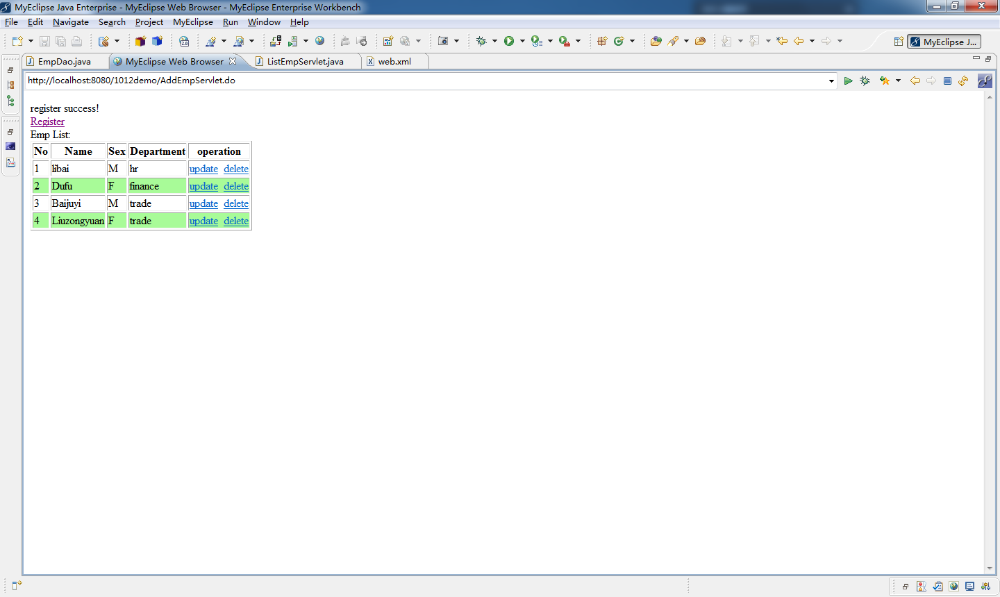 MyEclipse Java Enterprise - MyEclipse Web Browser - MyEclipse Enterprise Workbench
File Edit Navigate Search Project MyEclipse Run Window Help
2.0
MyEclipse J...
EmpDao.java MyEclipse Web Browser ListEmpServlet.java web.xml
http://localhost:8080/1012demo/AddEmpServlet.do
register success!
Register
Emp List:
No Name Sex Department operation
1 libai M hr update delete
2 Dufu F finance update delete
3 Baijuyi M trade update delete
4 Liuzongyuan F trade update delete